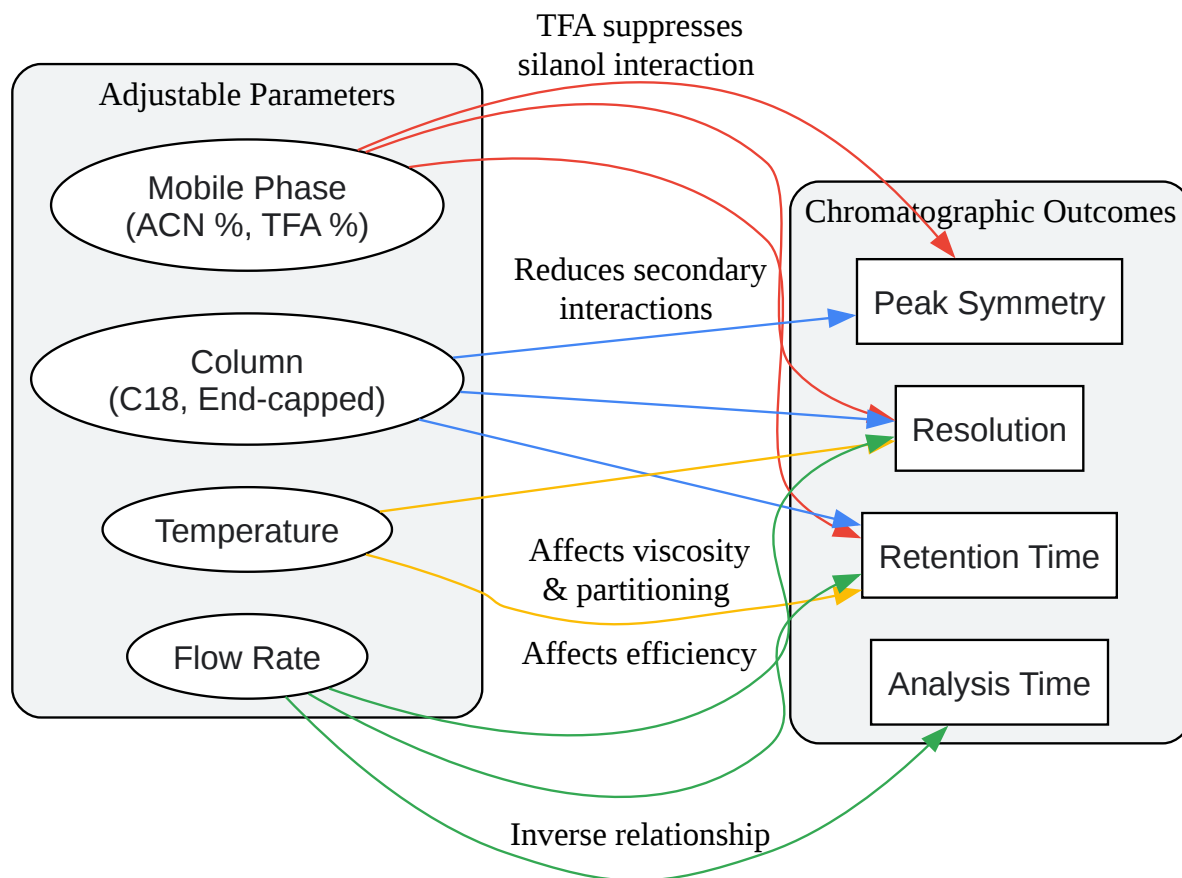 TFA suppresses
silanol interaction
Adjustable Parameters
Mobile Phase
(ACN %, TFA %)
Chromatographic Outcomes
Reduces secondary
interactions
Peak Symmetry
Column
(C18, End-capped)
Resolution
Temperature
Affects viscosity
& partitioning
Retention Time
Flow Rate
Affects efficiency
Analysis Time
Inverse relationship